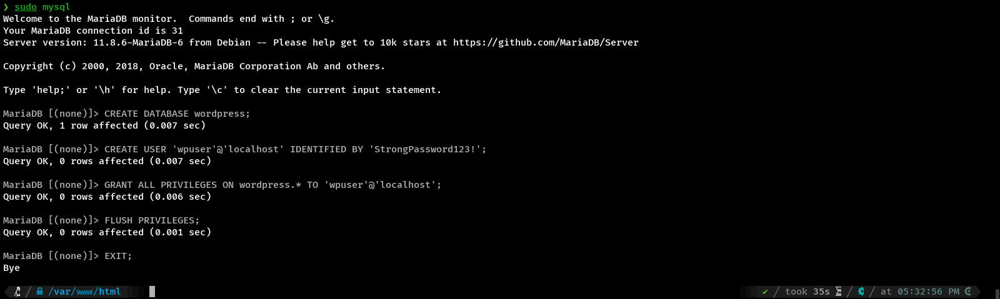 ❯ sudo mysql
Welcome to the MariaDB monitor.  Commands end with ; or \g.
Your MariaDB connection id is 31
Server version: 11.8.6-MariaDB-6 from Debian -- Please help get to 10k stars at https://github.com/MariaDB/Server
Copyright (c) 2000, 2018, Oracle, MariaDB Corporation Ab and others.
Type 'help;' or '\h' for help. Type '\c' to clear the current input statement.
MariaDB [(none)]> CREATE DATABASE wordpress;
Query OK, 1 row affected (0.007 sec)
MariaDB [(none)]> CREATE USER 'wpuser'@'localhost' IDENTIFIED BY 'StrongPassword123!';
Query OK, 0 rows affected (0.007 sec)
MariaDB [(none)]> GRANT ALL PRIVILEGES ON wordpress.* TO 'wpuser'@'localhost';
Query OK, 0 rows affected (0.006 sec)
MariaDB [(none)]> FLUSH PRIVILEGES;
Query OK, 0 rows affected (0.001 sec)
MariaDB [(none)]> EXIT;
Bye
/var/www/html ✔ took 35s at 05:32:56 PM